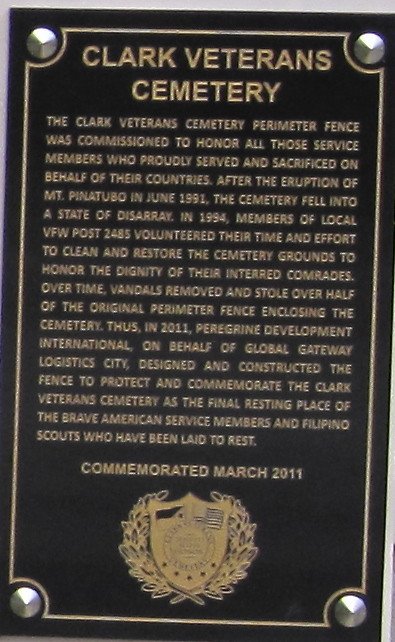 CLARK VETERANS
CEMETERY
THE CLARK VETERANS CEMETERY PERIMETER FENCE
WAS COMMISSIONED TO HONOR ALL THOSE SERVICE
MEMBERS WHO PROUDLY SERVED AND SACRIFICED ON
BEHALF OF THEIR COUNTRIES. AFTER THE ERUPTION OF
MT. PINATUBO IN JUNE 1991, THE CEMETERY FELL INTO
A STATE OF DISARRAY. IN 1994, MEMBERS OF LOCAL
VFW POST 2485 VOLUNTEERED THEIR TIME AND EFFORT
TO CLEAN AND RESTORE THE CEMETERY GROUNDS TO
HONOR THE DIGNITY OF THEIR INTERRED COMRADES.
OVER TIME, VANDALS REMOVED AND STOLE OVER HALF
OF THE ORIGINAL PERIMETER FENCE ENCLOSING THE
CEMETERY. THUS, IN 2011, PEREGRINE DEVELOPMENT
INTERNATIONAL, ON BEHALF OF GLOBAL GATEWAY
LOGISTICS CITY, DESIGNED AND CONSTRUCTED THE
FENCE TO PROTECT AND COMMEMORATE THE CLARK
VETERANS CEMETERY AS THE FINAL RESTING PLACE OF
THE BRAVE AMERICAN SERVICE MEMBERS AND FILIPINO
SCOUTS WHO HAVE BEEN LAID TO REST.
COMMEMORATED MARCH 2011